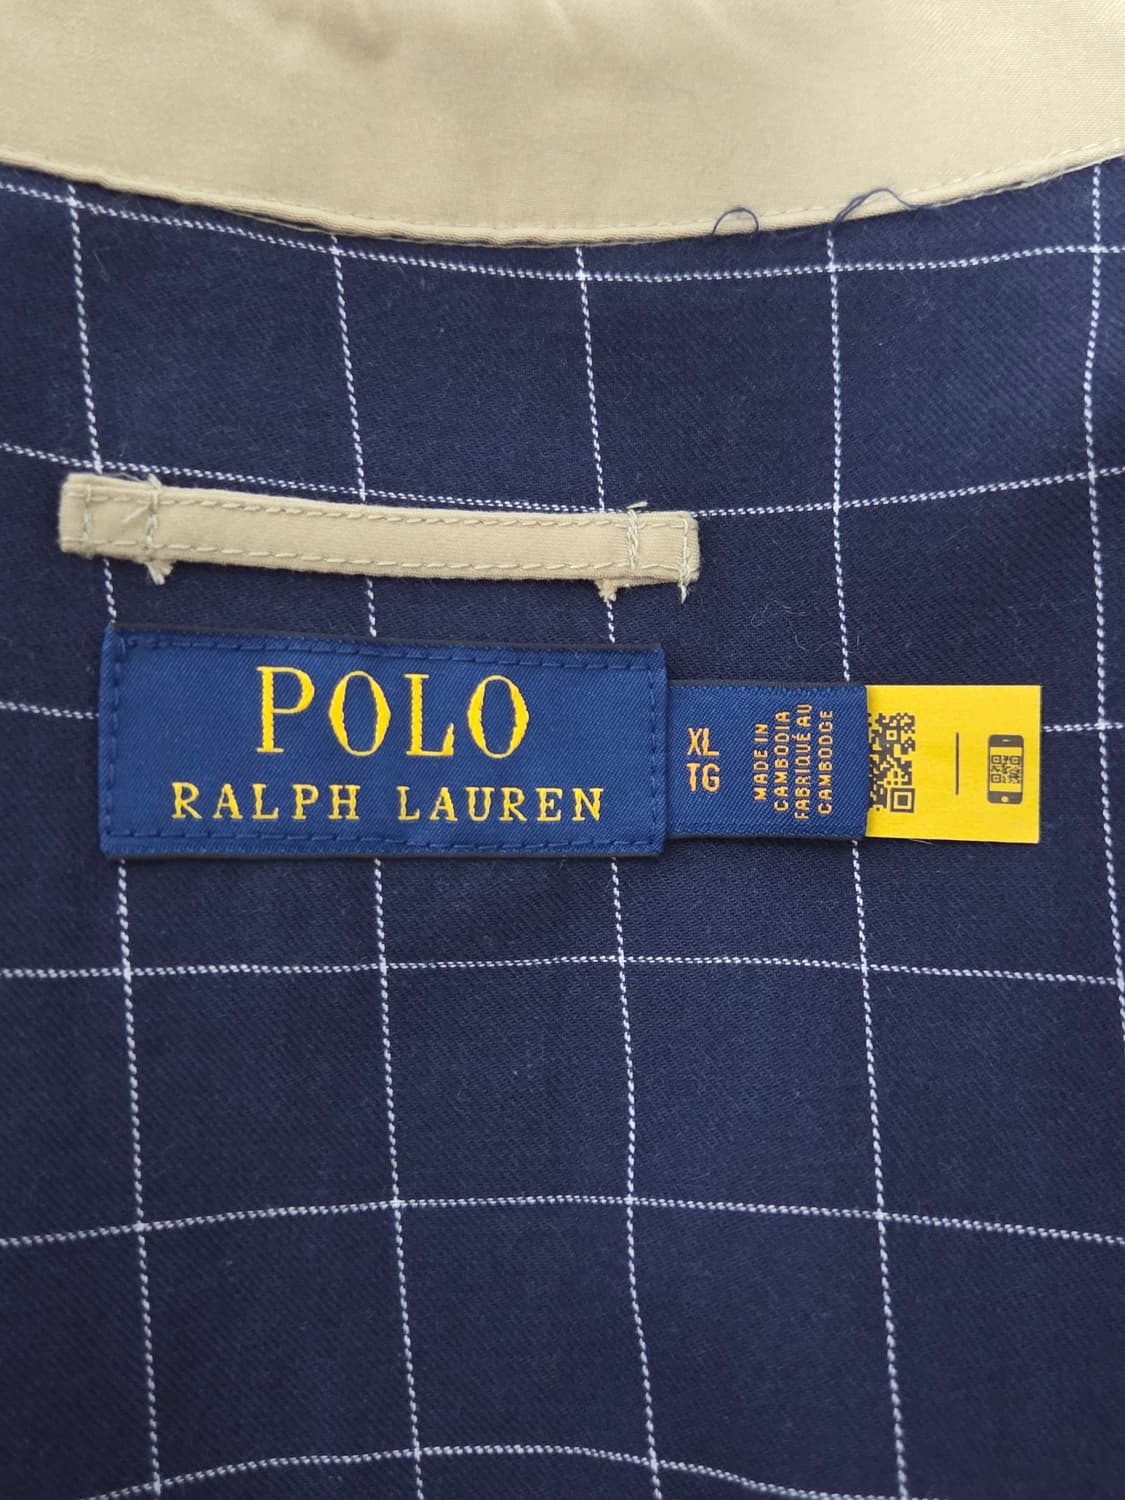 POLO
RALPH LAUREN
XL
TG
MADE IN
CAMBODIA
FABRIQUÉ AU
CAMBODGE